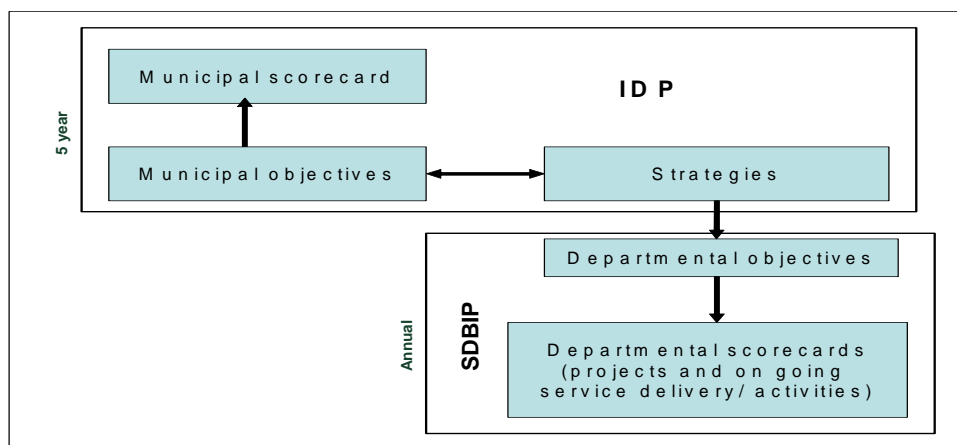 Municipal scorecard
IDP
5 year
Municipal objectives
Strategies
Departmental objectives
SDBIP
Annual
Departmental scorecards
(projects and on going
service delivery/ activities)